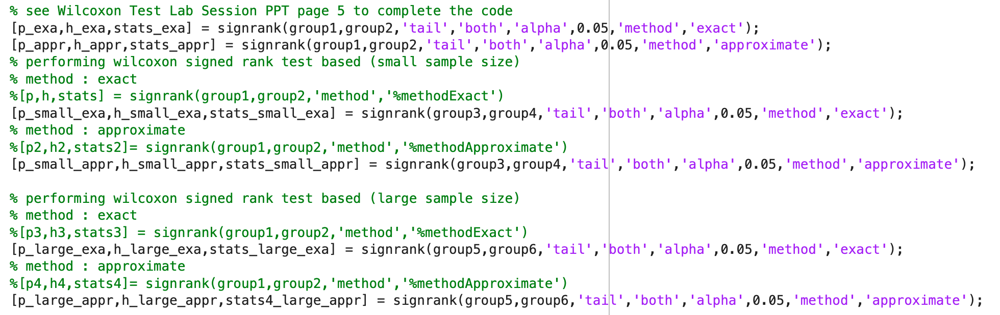 % see Wilcoxon Test Lab Session PPT page 5 to complete the code
[p_exa,h_exa,stats_exa] = signrank(group1,group2,'tail','both','alpha',0.05,'method','exact');
[p_appr,h_appr,stats_appr] = signrank(group1,group2,'tail','both','alpha',0.05,'method','approximate');
% performing wilcoxon signed rank test based (small sample size)
% method : exact
%[p,h,stats] = signrank(group1,group2,'method','%methodExact')
[p_small_exa,h_small_exa,stats_small_exa] = signrank(group3,group4,'tail','both','alpha',0.05,'method','exact');
% method : approximate
%[p2,h2,stats2]= signrank(group1,group2,'method','%methodApproximate')
[p_small_appr,h_small_appr,stats_small_appr] = signrank(group3,group4,'tail','both','alpha',0.05,'method','approximate');
% performing wilcoxon signed rank test based (large sample size)
% method : exact
%[p3,h3,stats3] = signrank(group1,group2,'method','%methodExact')
[p_large_exa,h_large_exa,stats_large_exa] = signrank(group5,group6,'tail','both','alpha',0.05,'method','exact');
% method : approximate
%[p4,h4,stats4]= signrank(group1,group2,'method','%methodApproximate')
[p_large_appr,h_large_appr,stats4_large_appr] = signrank(group5,group6,'tail','both','alpha',0.05,'method','approximate');